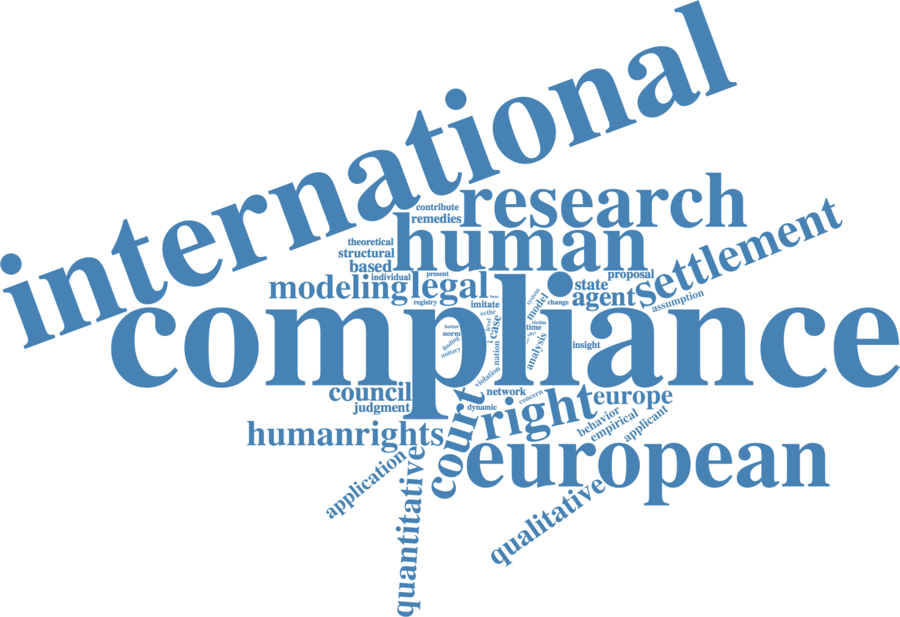 international
contribute
research
remedies
human
theoretical
structural
based
individual
present
proposal
settlement
modeling
legal
state
agent
assumption
registry
imitate
model
system
change
compliance
ecthr
level
case
better
norm
finding
unitary
victim
time
analysis
insight
nation
violation
council
judgment
network
concern
europe
dynamic
right
behavior
empirical
applicant
humanrights
court
european
application
quantitative
qualitative